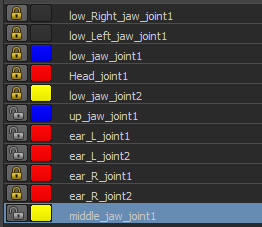 low_Right_jaw_joint1
low_Left_jaw_joint1
low_jaw_joint1
Head_joint1
low_jaw_joint2
up_jaw_joint1
ear_L_joint1
ear_L_joint2
ear_R_joint1
ear_R_joint2
middle_jaw_joint1